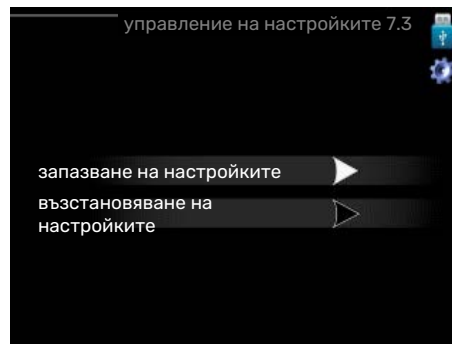 управление на настройките 7.3
запазване на настройките
възстановяване на
настройките